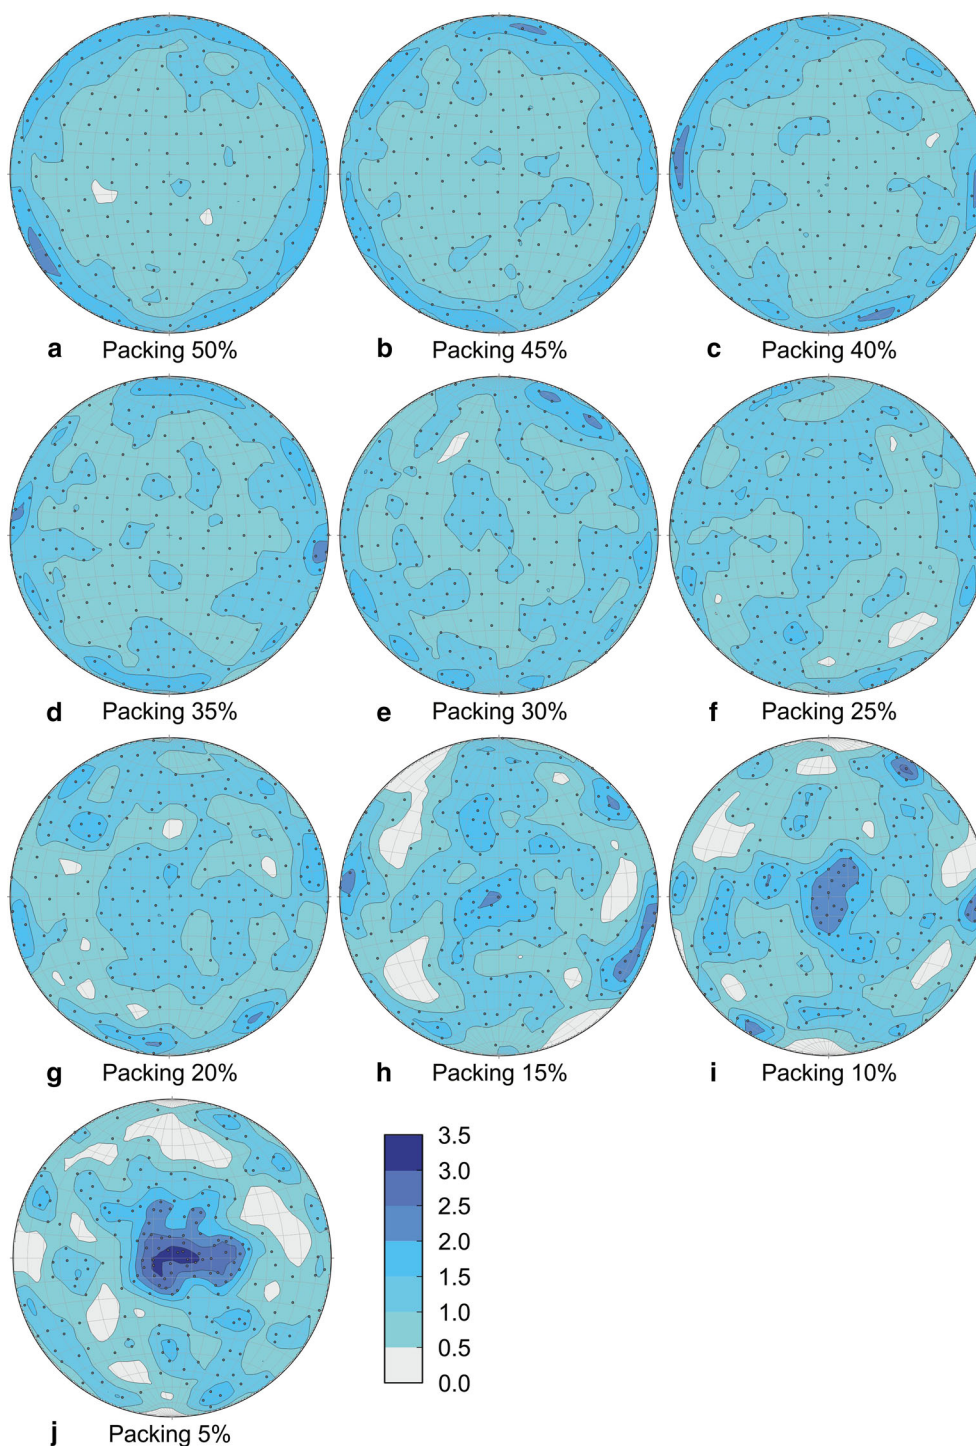 a Packing 50%
b Packing 45%
c Packing 40%
d Packing 35%
e Packing 30%
f Packing 25%
g Packing 20%
h Packing 15%
i Packing 10%
3.5
3.0
2.5
2.0
1.5
1.0
0.5
0.0
j Packing 5%